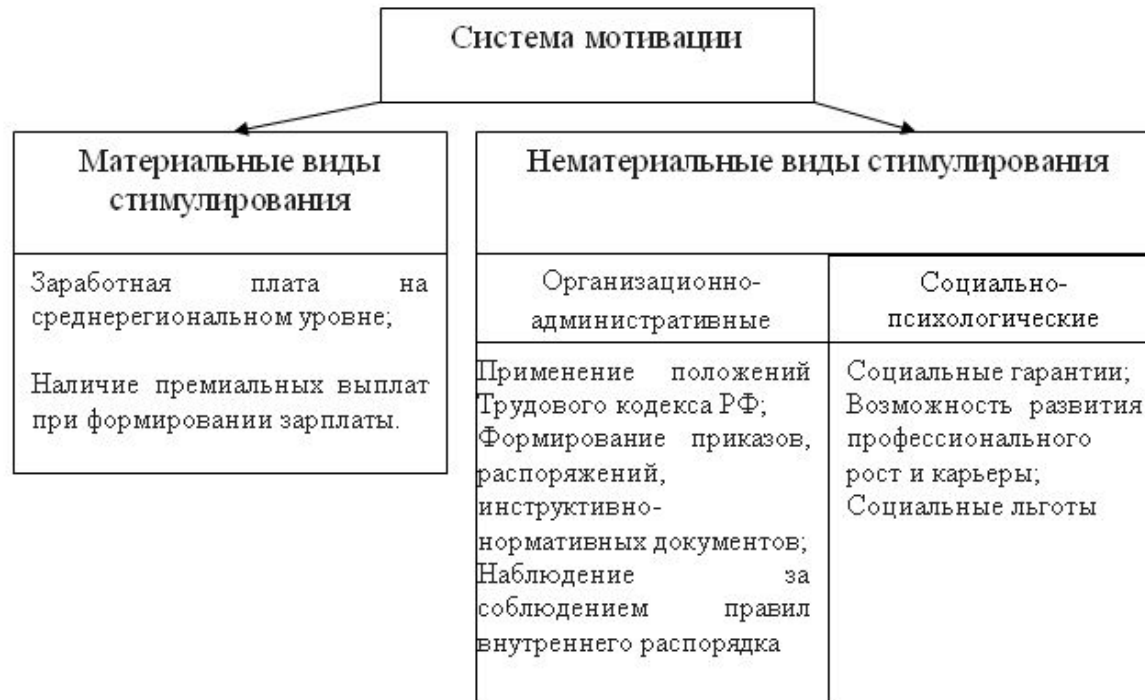 Система мотивации
Материальные виды
стимулирования
Заработная плата на
среднерегиональном уровне;
Наличие премиальных выплат
при формировании зарплаты.
Нематериальные виды стимулирования
Организационно-
административные
Применение положений
Трудового кодекса РФ;
Формирование приказов,
распоряжений,
инструктивно-
нормативных документов;
Наблюдение за
соблюдением правил
внутреннего распорядка
Социально-
психологические
Социальные гарантии;
Возможность развития
профессионального
рост и карьеры;
Социальные льготы